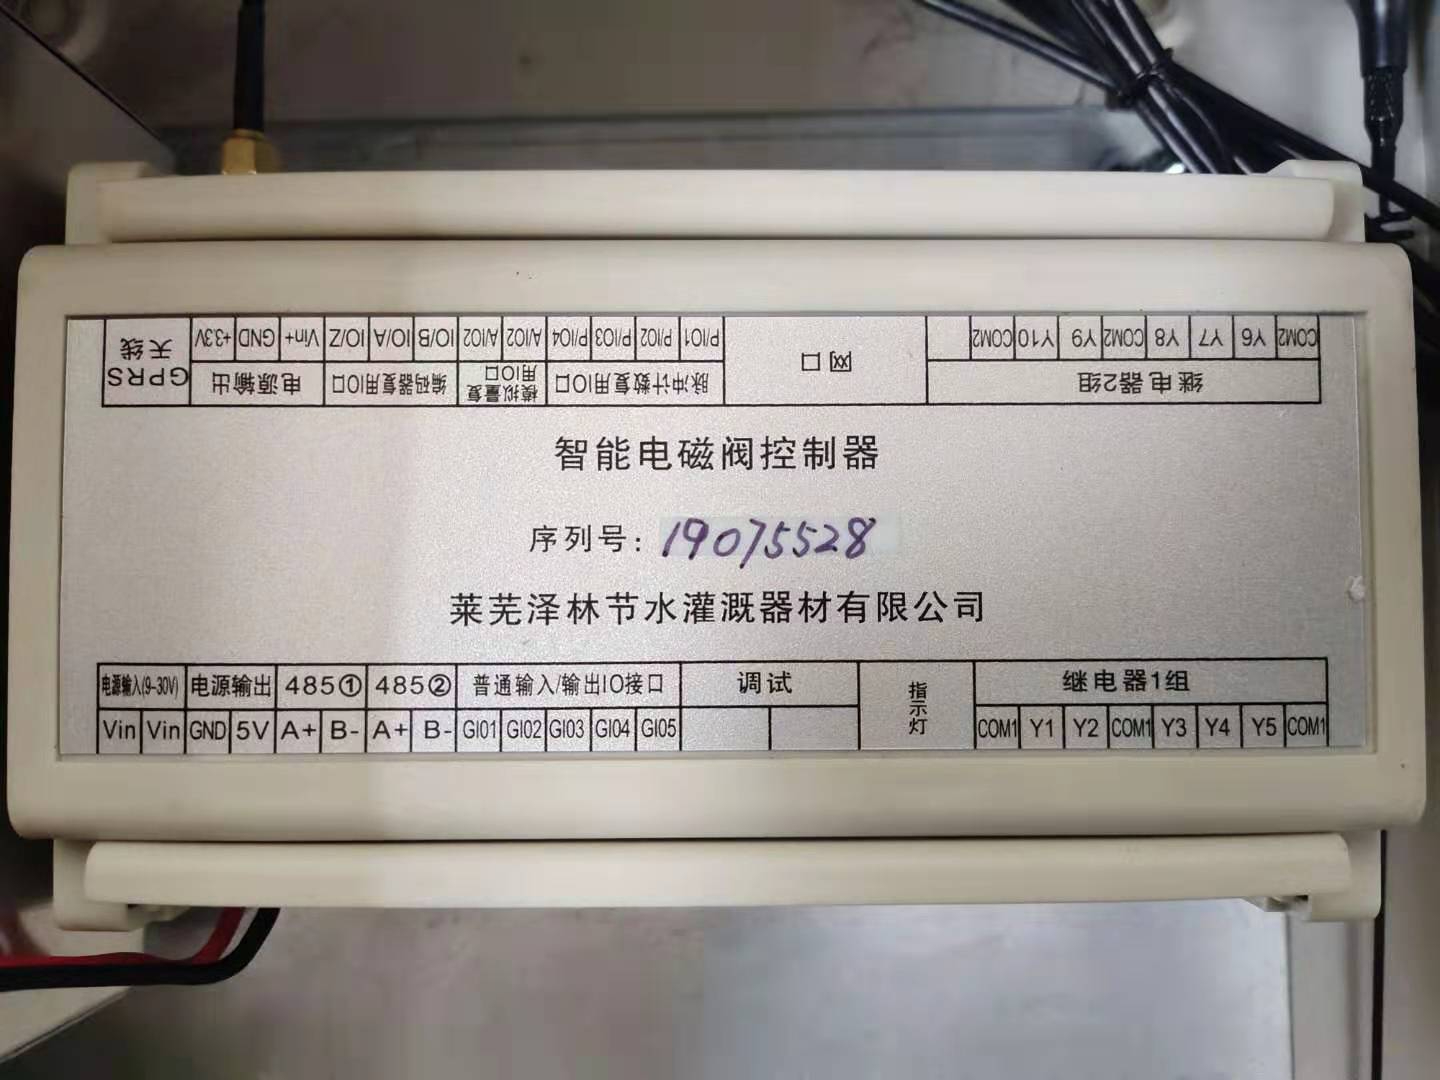 GPRS天线 +3.3V GND Vin+ IO/Z IO/A IO/B A/IO2 A/IO2 P/IO4 P/IO3 P/IO2 P/IO1 网口 COM2 Y10 Y9 COM2 Y8 Y7 Y6 COM2
电源输出 编码器复用IO口 模拟量复用IO口 脉冲计数复用IO口 继电器2组
智能电磁阀控制器
序列号: 19075528
莱芜泽林节水灌溉器材有限公司
电源输入(9-30V) 电源输出 485① 485② 普通输入/输出IO接口 调试 指示灯 继电器1组
Vin Vin GND 5V A+ B- A+ B- GI01 GI02 GI03 GI04 GI05 COM1 Y1 Y2 COM1 Y3 Y4 Y5 COM1